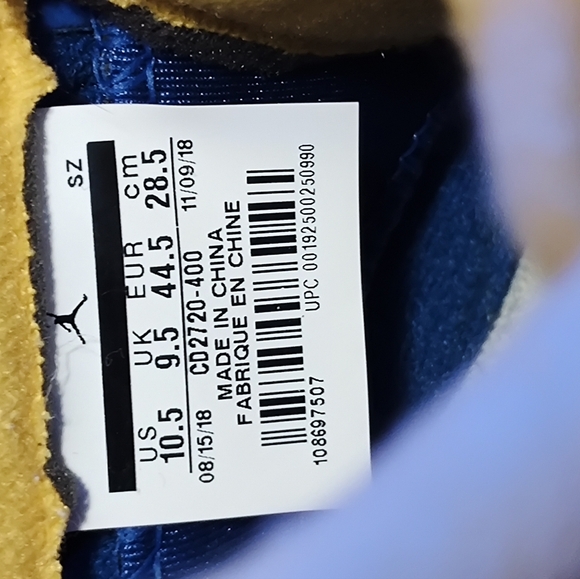 SZ
US UK EUR cm
10.5 9.5 44.5 28.5
08/15/18 CD2720-400 11/09/18
MADE IN CHINA
FABRIQUE EN CHINE
108697507 UPC 00192500250990